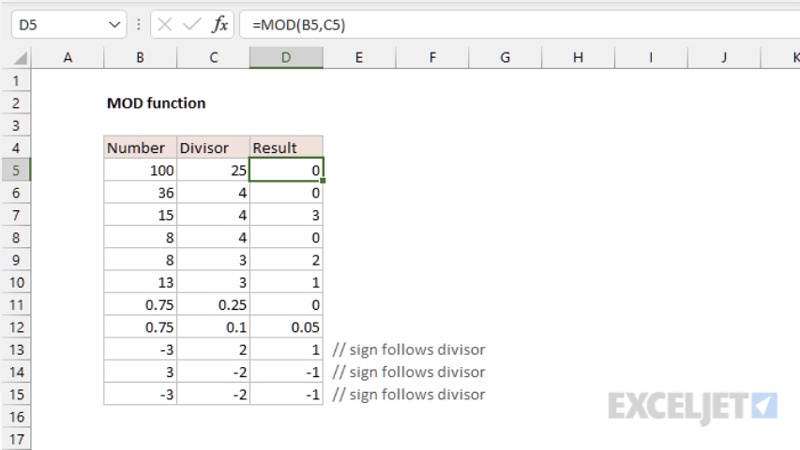 D5 fx =MOD(B5,C5)
A B C D E F G H I J K
1
2 MOD function
3
4 Number Divisor Result
5 100 25 0
6 36 4 0
7 15 4 3
8 8 4 0
9 8 3 2
10 13 3 1
11 0.75 0.25 0
12 0.75 0.1 0.05
13 -3 2 1 // sign follows divisor
14 3 -2 -1 // sign follows divisor
15 -3 -2 -1 // sign follows divisor
16
17
EXCELJET